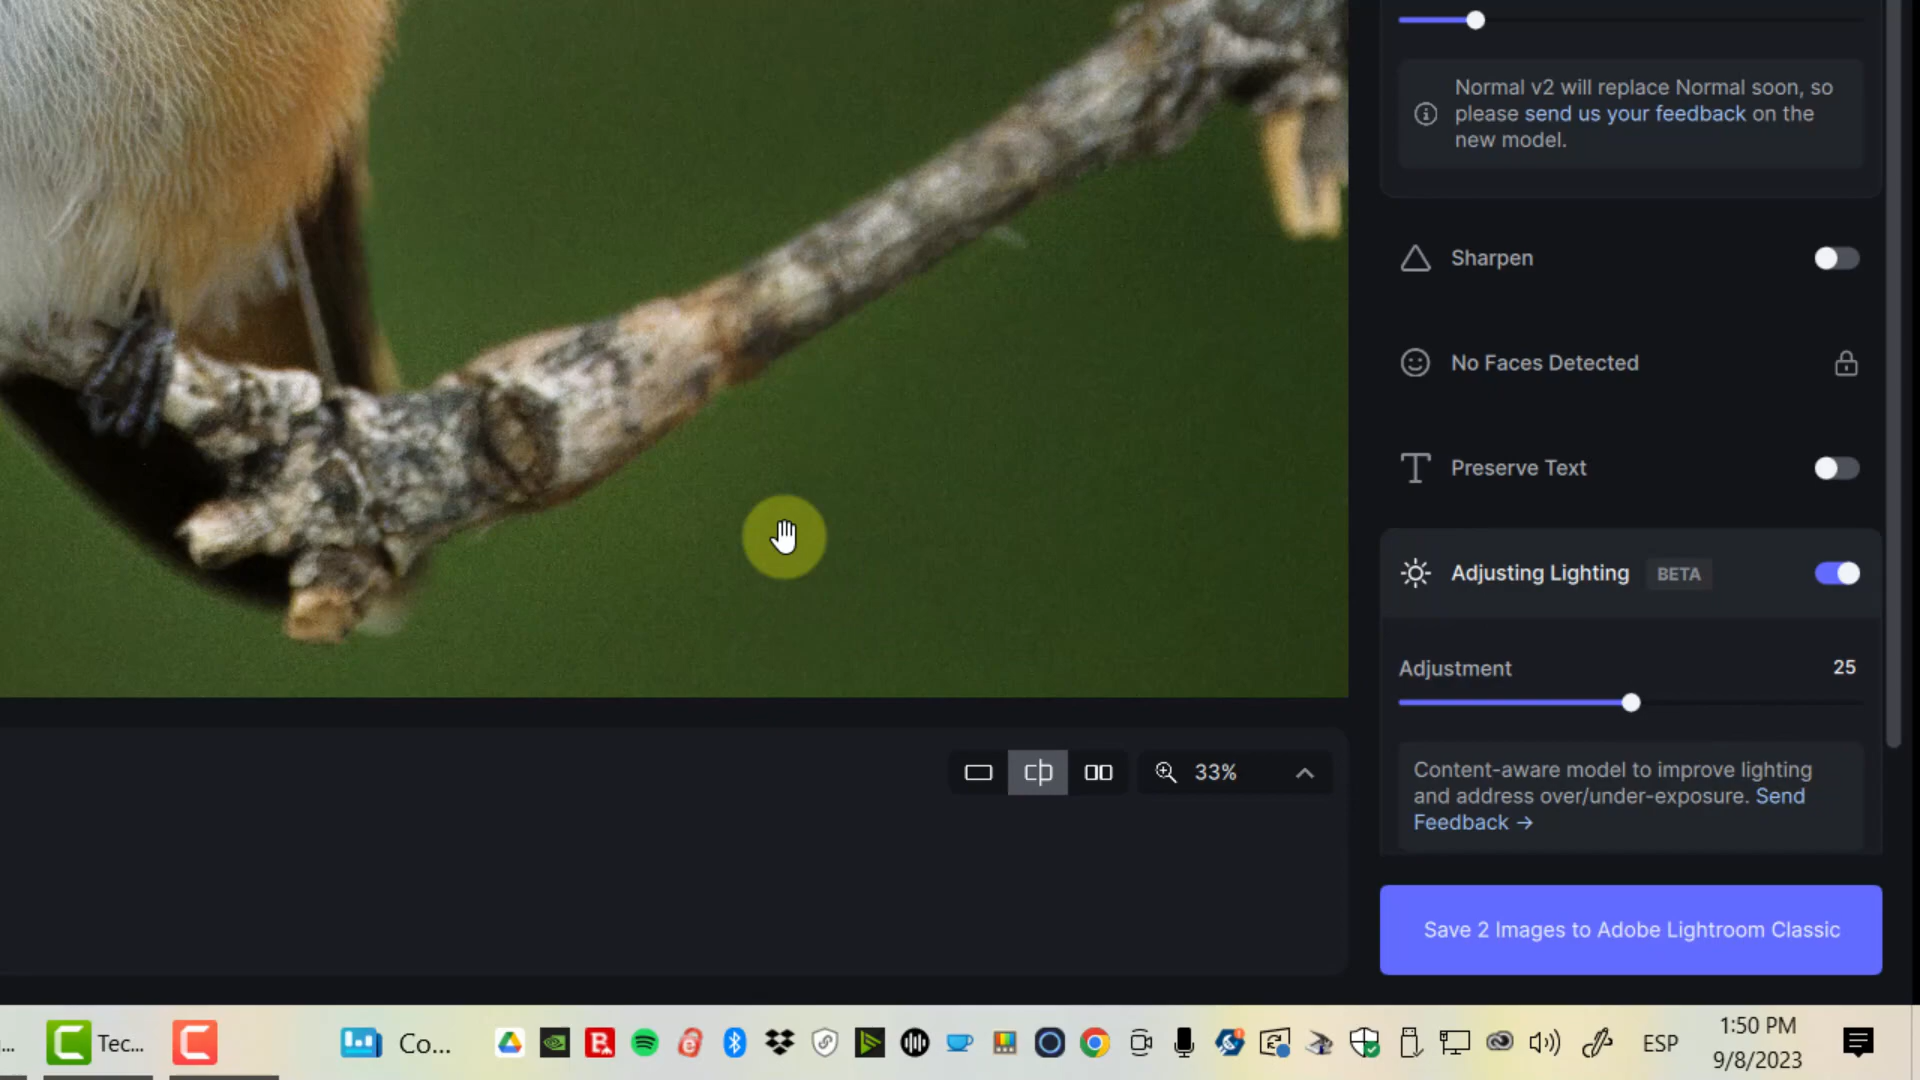 Normal v2 will replace Normal soon, so
please send us your feedback on the
new model.
Sharpen
No Faces Detected
Preserve Text
Adjusting Lighting BETA
Adjustment 25
Content-aware model to improve lighting
and address over/under-exposure. Send
Feedback →
33%
Save 2 Images to Adobe Lightroom Classic
Tec...
Co...
ESP
1:50 PM
9/8/2023